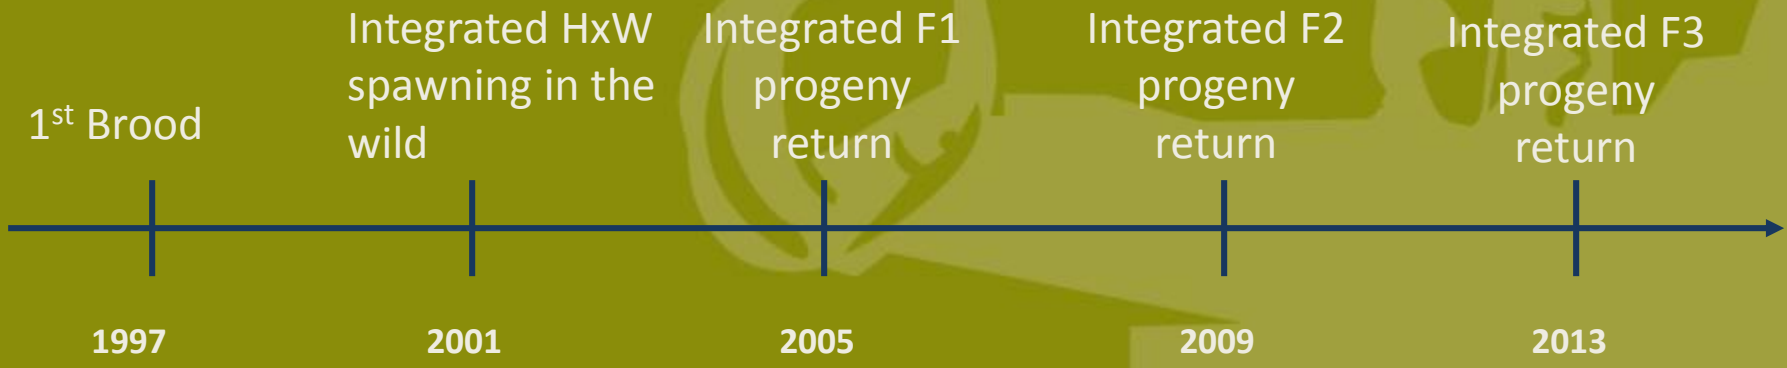 1st Brood
Integrated HxW
spawning in the
wild
Integrated F1
progeny
return
Integrated F2
progeny
return
Integrated F3
progeny
return
1997
2001
2005
2009
2013